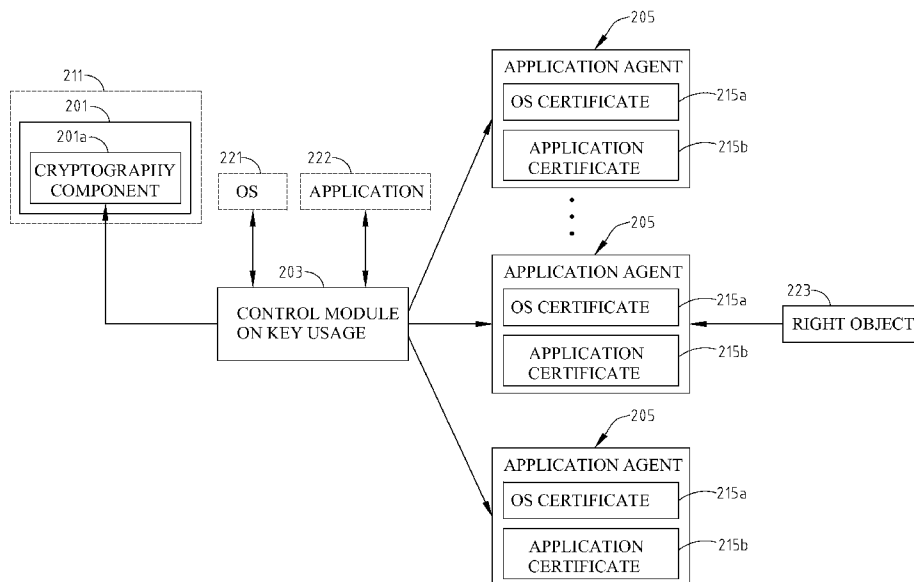 205
APPLICATION AGENT
OS CERTIFICATE
215a
APPLICATION
CERTIFICATE
215b
211
201
201a
CRYPTOGRAPHY
COMPONENT
221
OS
222
APPLICATION
203
CONTROL MODULE
ON KEY USAGE
205
APPLICATION AGENT
OS CERTIFICATE
215a
APPLICATION
CERTIFICATE
215b
223
RIGHT OBJECT
205
APPLICATION AGENT
OS CERTIFICATE
215a
APPLICATION
CERTIFICATE
215b